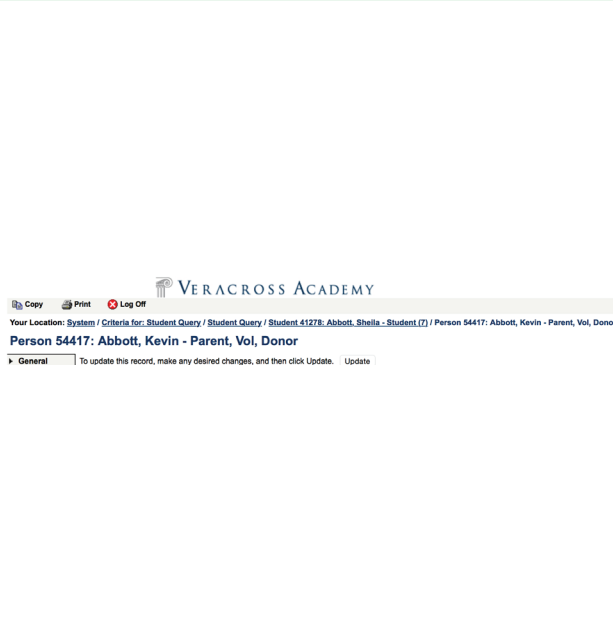 VERACROSS ACADEMY
Copy Print Log Off
Your Location: System / Criteria for: Student Query / Student Query / Student 41278: Abbott, Sheila - Student (7) / Person 54417: Abbott, Kevin - Parent, Vol, Dono
Person 54417: Abbott, Kevin - Parent, Vol, Donor
General To update this record, make any desired changes, and then click Update. Update